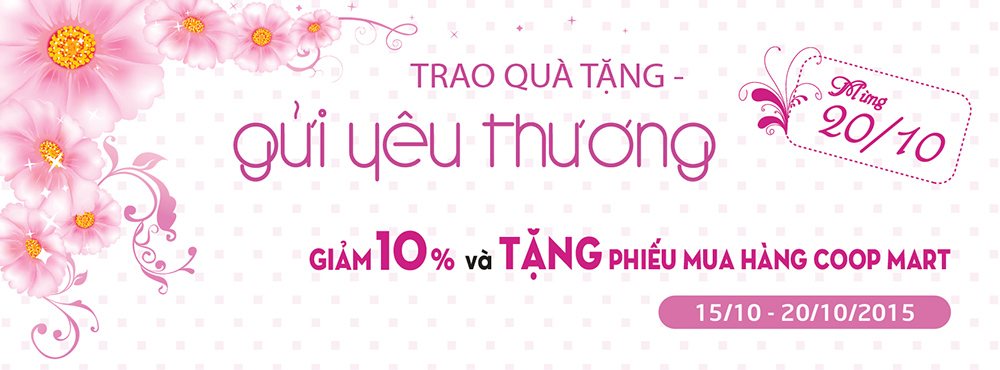 TRAO QUÀ TẶNG -
gửi yêu thương
Mừng
20/10
GIẢM 10% và TẶNG PHIẾU MUA HÀNG COOP MART
15/10 - 20/10/2015